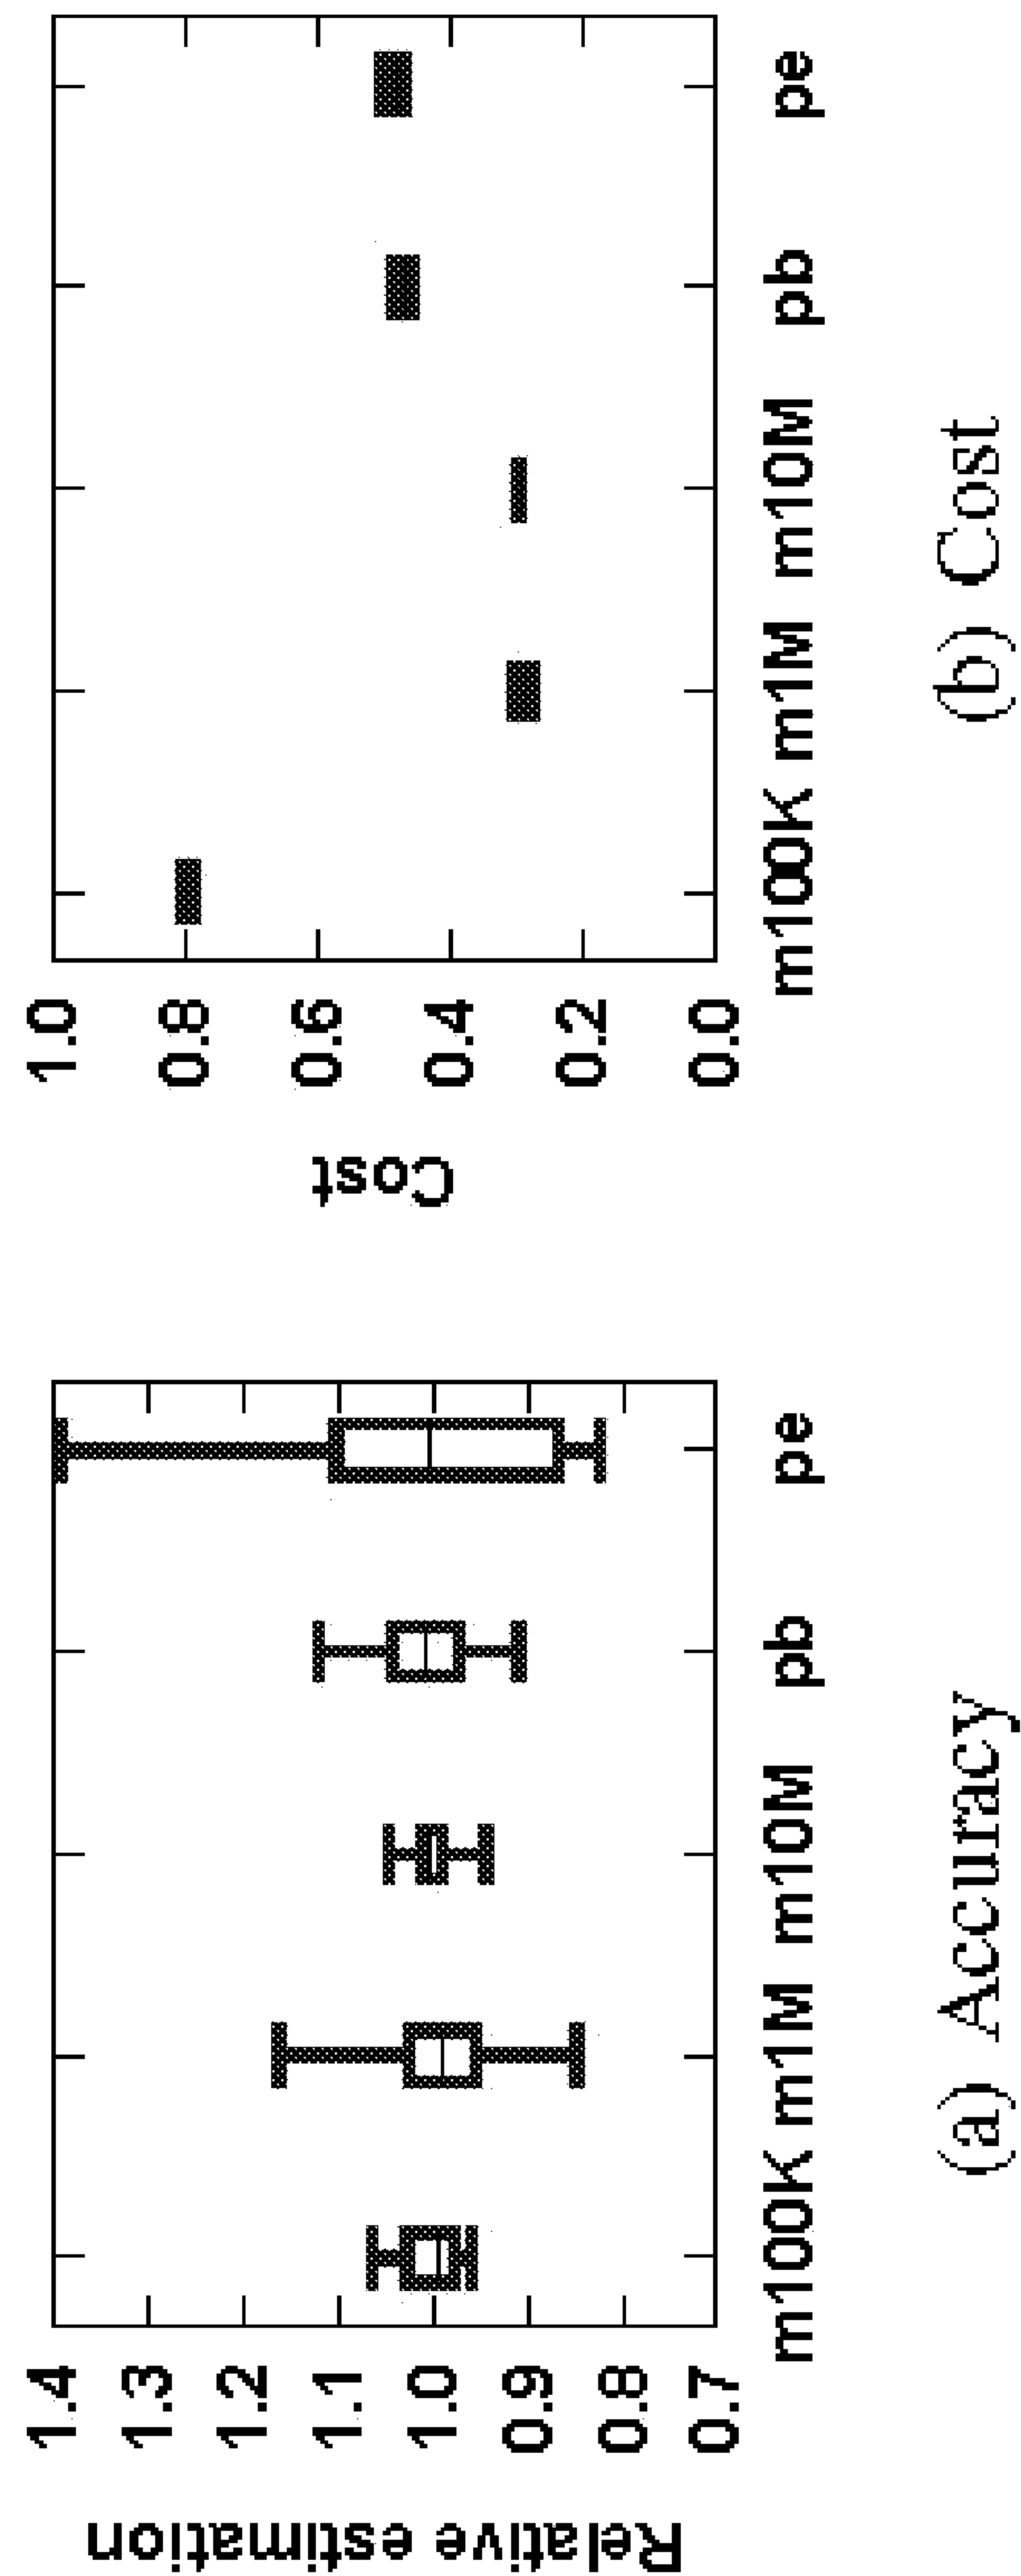 Relative estimation
1.4
1.3
1.2
1.1
1.0
0.9
0.8
0.7
m100K m1M m10M pb pe
(a) Accuracy
Cost
1.0
0.8
0.6
0.4
0.2
0.0
m100K m1M m10M pb pe
(b) Cost